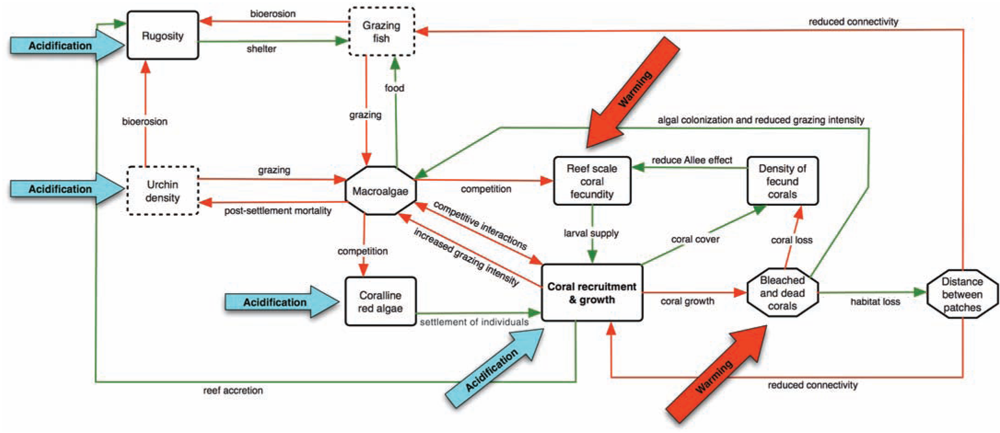 bioerosion
Grazing
fish
reduced connectivity
Rugosity
Acidification
shelter
Warming
food
grazing
bioerosion
algal colonization and reduced grazing intensity
reduce Allee effect
Reef scale
coral
fecundity
Density of
fecund
corals
grazing
Acidification
Urchin
density
Macroalgae
competition
post-settlement mortality
competitive interactions
increased grazing intensity
larval supply
coral cover
coral loss
competition
Coralline
red algae
Acidification
Coral recruitment
& growth
Bleached
and dead
corals
Distance
between
patches
coral growth
habitat loss
settlement of individuals
Acidification
Warming
reduced connectivity
reef accretion